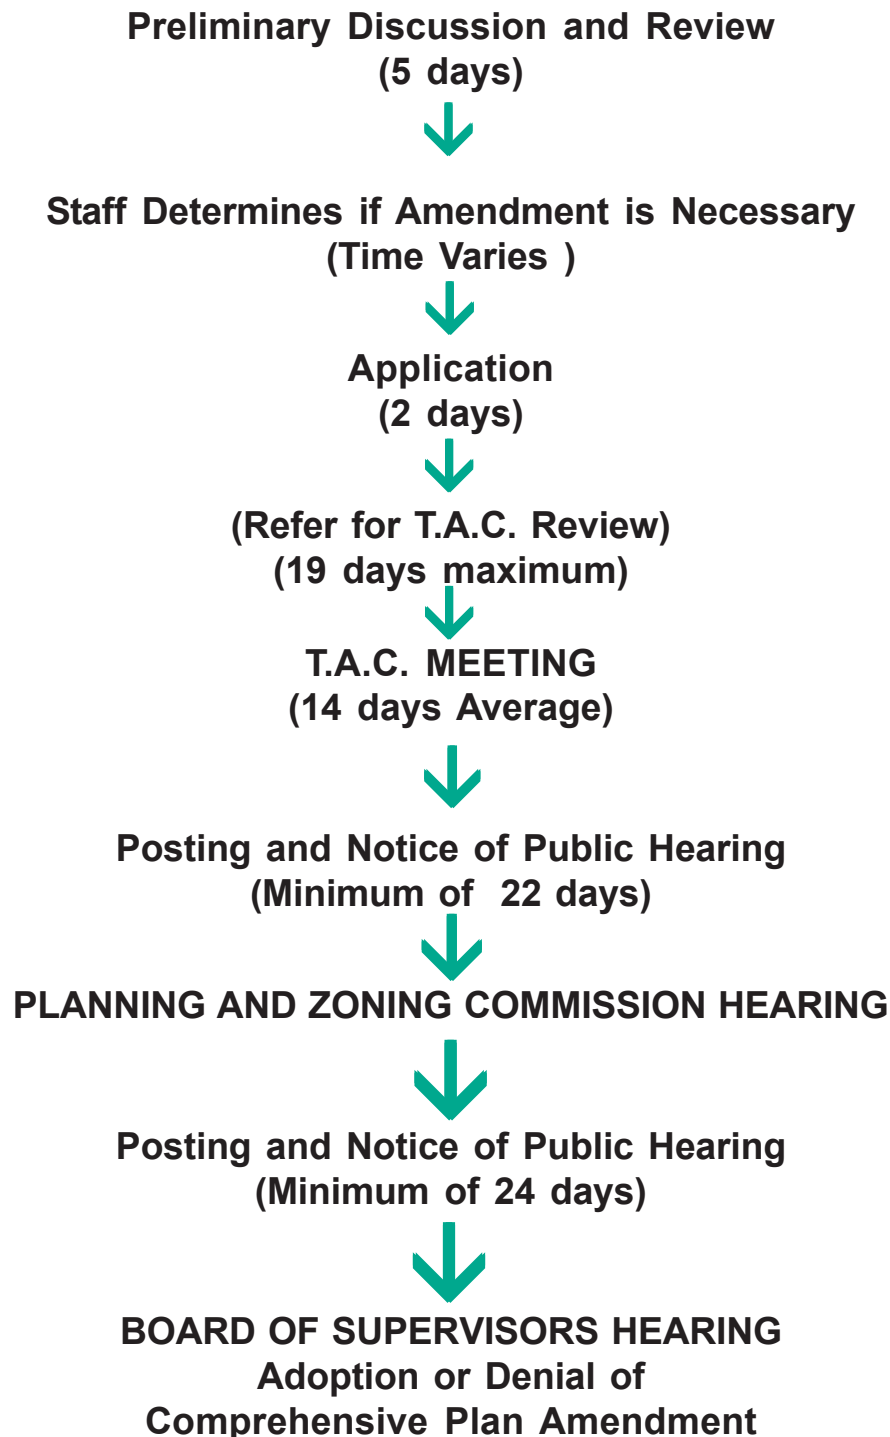 Preliminary Discussion and Review
(5 days)
Staff Determines if Amendment is Necessary
(Time Varies )
Application
(2 days)
(Refer for T.A.C. Review)
(19 days maximum)
T.A.C. MEETING
(14 days Average)
Posting and Notice of Public Hearing
(Minimum of 22 days)
PLANNING AND ZONING COMMISSION HEARING
Posting and Notice of Public Hearing
(Minimum of 24 days)
BOARD OF SUPERVISORS HEARING
Adoption or Denial of
Comprehensive Plan Amendment